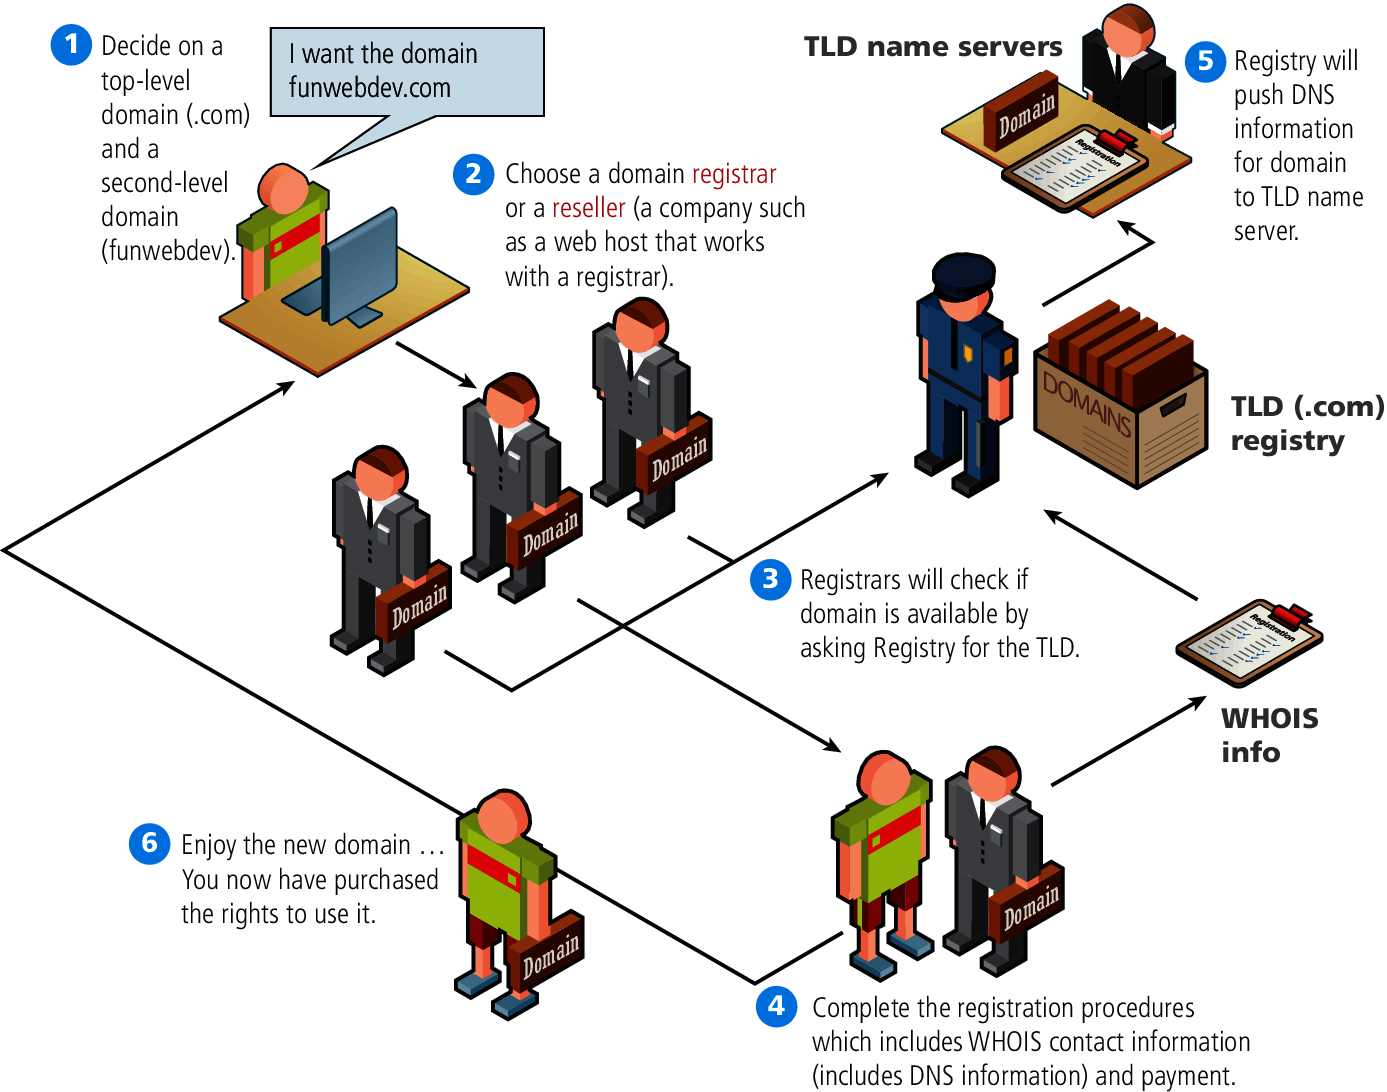 1
Decide on a
top-level
domain (.com)
and a
second-level
domain
(funwebdev).
I want the domain
funwebdev.com
2
Choose a domain registrar
or a reseller (a company such
as a web host that works
with a registrar).
TLD name servers
Domain
Registration
5
Registry will
push DNS
information
for domain
to TLD name
server.
DOMAINS
TLD (.com)
registry
Domain
Domain
Domain
3
Registrars will check if
domain is available by
asking Registry for the TLD.
Registration
WHOIS
info
6
Enjoy the new domain …
You now have purchased
the rights to use it.
Domain
Domain
4
Complete the registration procedures
which includes WHOIS contact information
(includes DNS information) and payment.